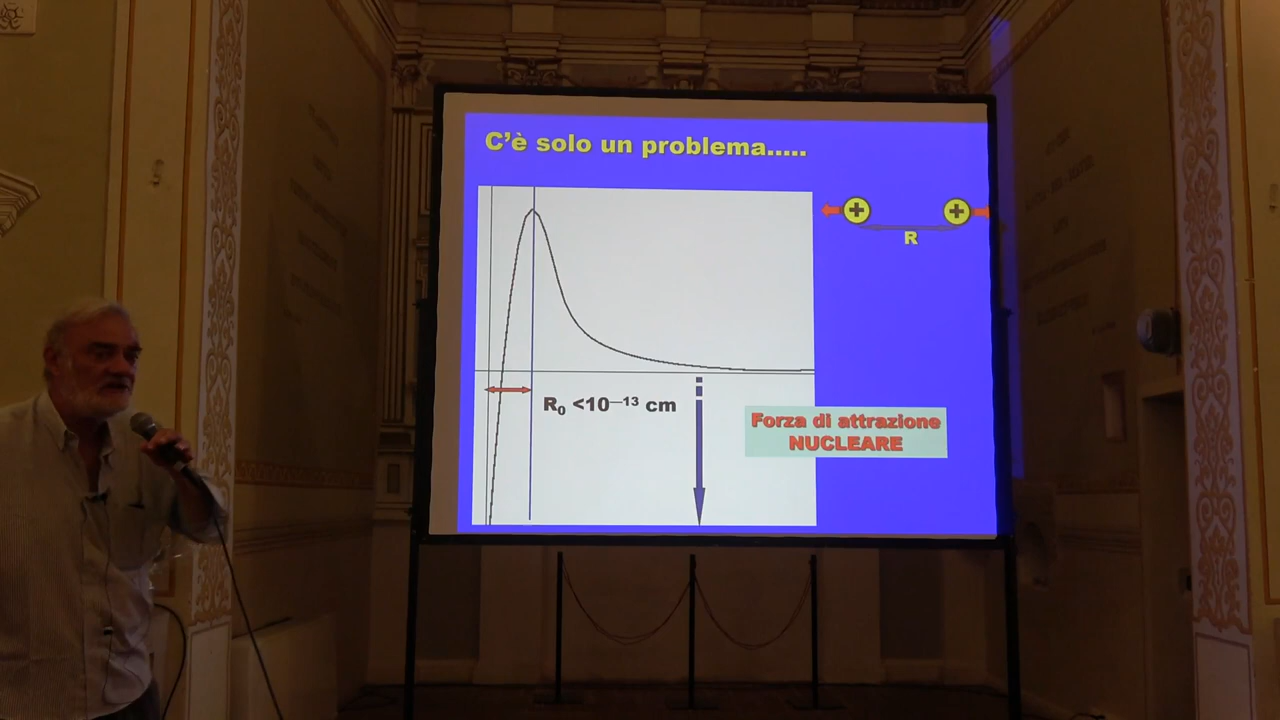 C'è solo un problema.....
+ +
R
R₀ <10⁻¹³ cm
Forza di attrazione
NUCLEARE